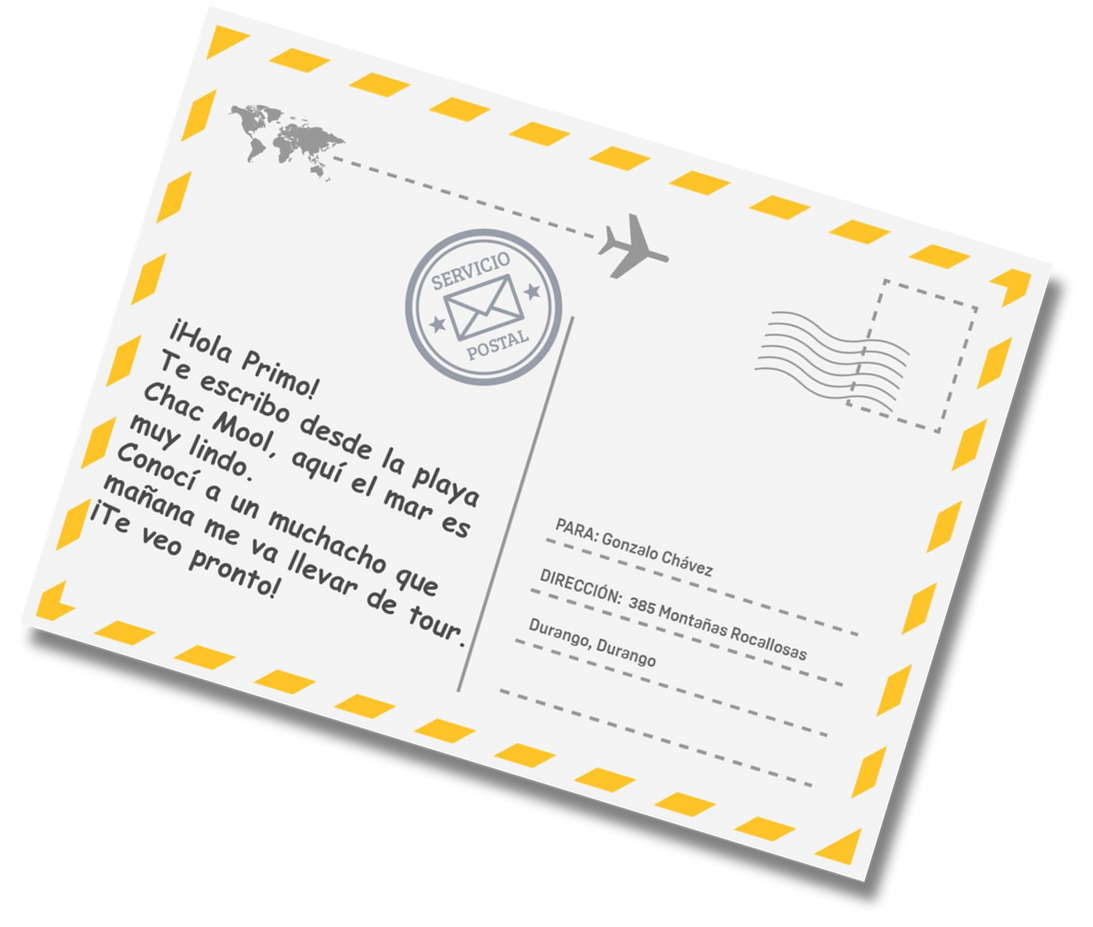 SERVICIO
POSTAL
¡Hola Primo!
Te escribo desde la playa
Chac Mool, aquí el mar es
muy lindo.
Conocí a un muchacho que
mañana me va llevar de tour.
¡Te veo pronto!
PARA: Gonzalo Chávez
DIRECCIÓN: 385 Montañas Rocallosas
Durango, Durango